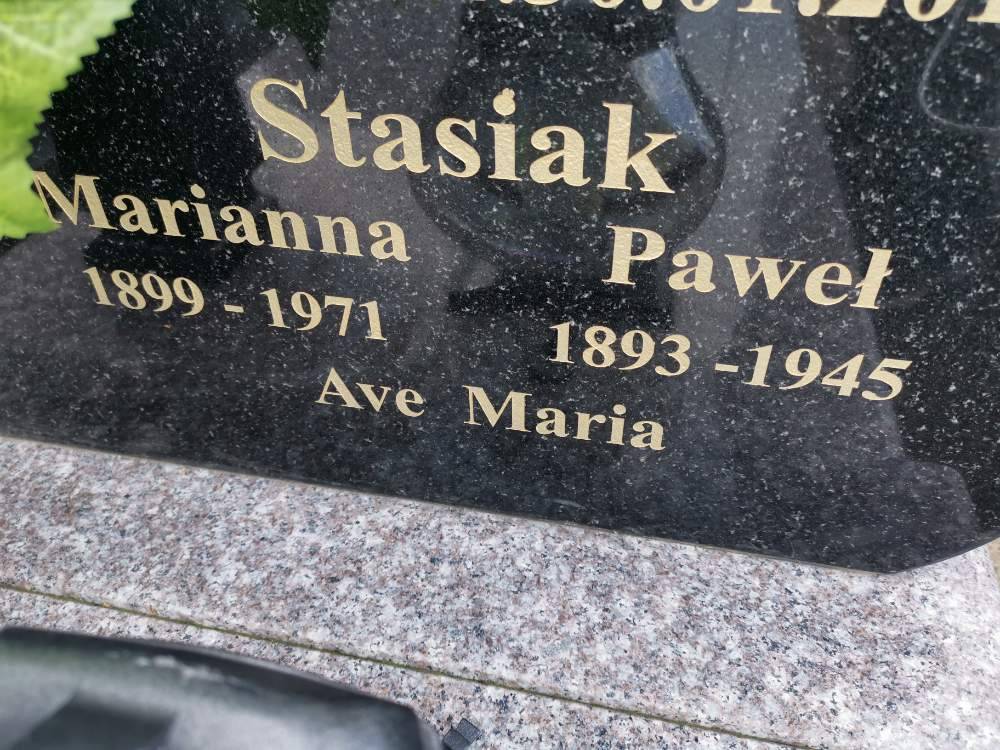 Stasiak
Marianna Paweł
1899 - 1971 1893 - 1945
Ave Maria